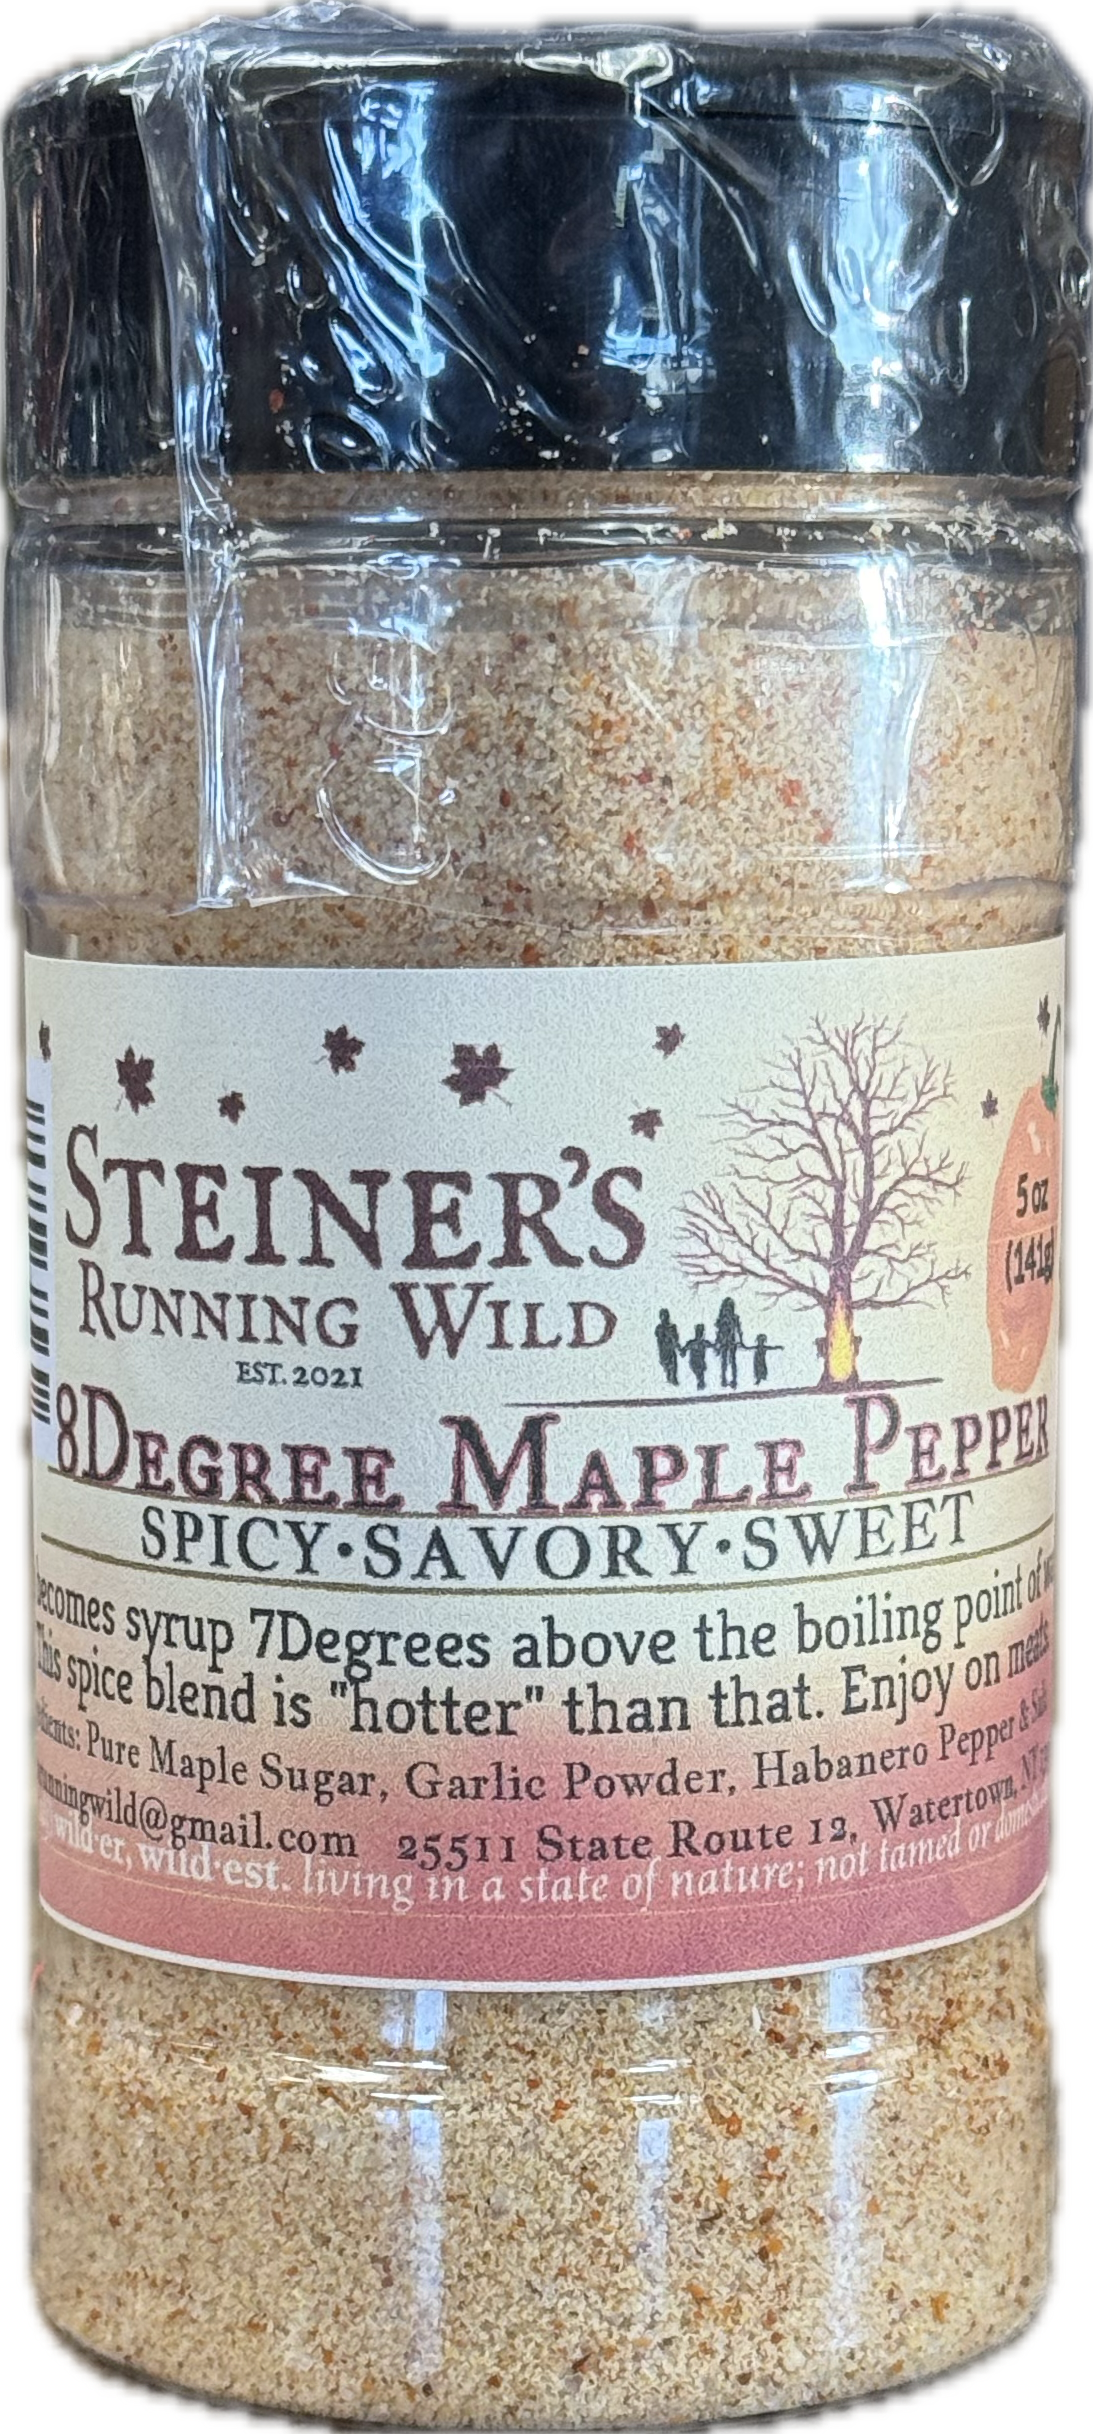 STEINER'S
RUNNING WILD
EST. 2021
5 oz
(141g)
8DEGREE MAPLE PEPPER
SPICY·SAVORY·SWEET
becomes syrup 7Degrees above the boiling point of
This spice blend is "hotter" than that. Enjoy on meats
Pure Maple Sugar, Garlic Powder, Habanero Pepper &
runningwild@gmail.com 25511 State Route 12, Watertown, NY
wild·er, wild·est. living in a state of nature; not tamed or